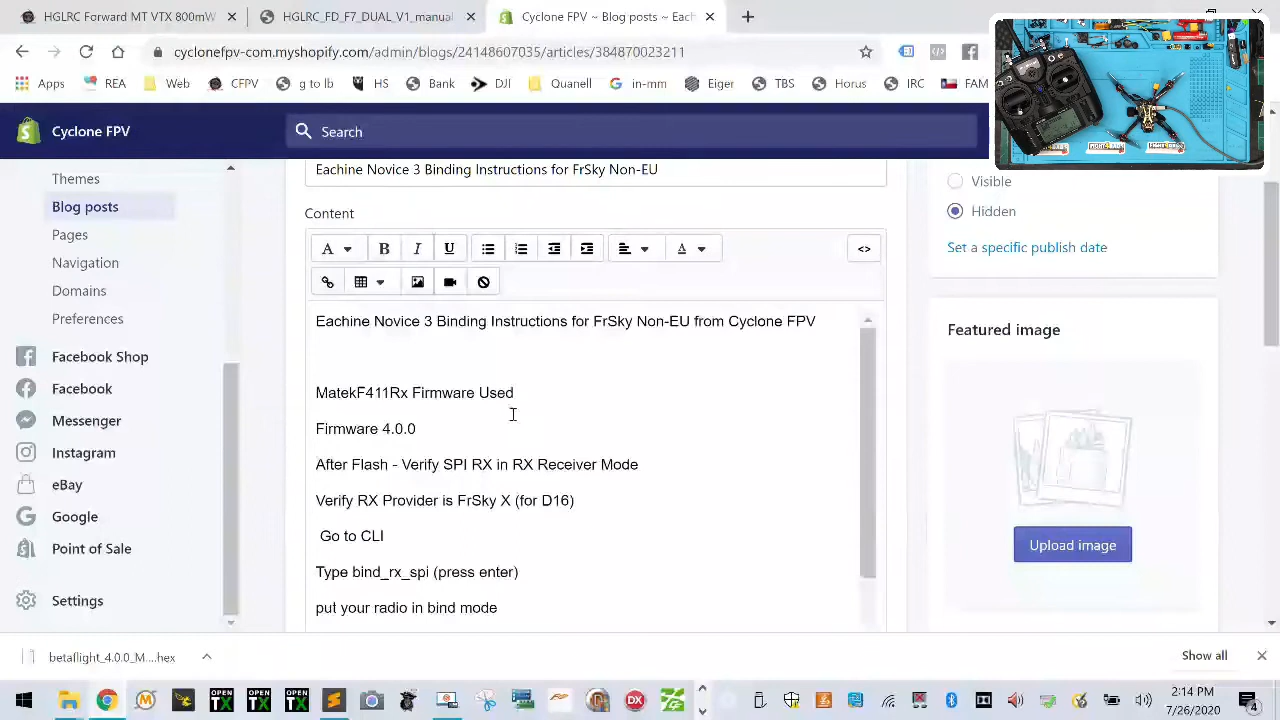 HGLRC Forward MT VTX 800mW
HGLRC_FD_F7_DUAL_V1_manual
Cyclone FPV ~ Blog posts ~ Each
cyclonefpv-com.myshopify.com/admin/blogs/
Apps
REA
Web
CFPV
g to lb
HS
Bank
Quanell
in-mm
Eiger
TBS
Horus
IRC
FAM
Cyclone FPV
Search
Themes
Blog posts
Pages
Navigation
Domains
Preferences
Facebook Shop
Facebook
Messenger
Instagram
eBay
Google
Point of Sale
Settings
Eachine Novice 3 Binding Instructions for FrSky Non-EU
Content
A
B
I
U
A
<>
Eachine Novice 3 Binding Instructions for FrSky Non-EU from Cyclone FPV
MatekF411Rx Firmware Used
Firmware 4.0.0
After Flash - Verify SPI RX in RX Receiver Mode
Verify RX Provider is FrSky X (for D16)
Go to CLI
Type bind_rx_spi (press enter)
put your radio in bind mode
Visible
Hidden
Set a specific publish date
Featured image
Upload image
betaflight_4.0.0_M....hex
Show all
OPEN TX
OPEN TX
OPEN TX
DX
2:14 PM
7/26/2020
4